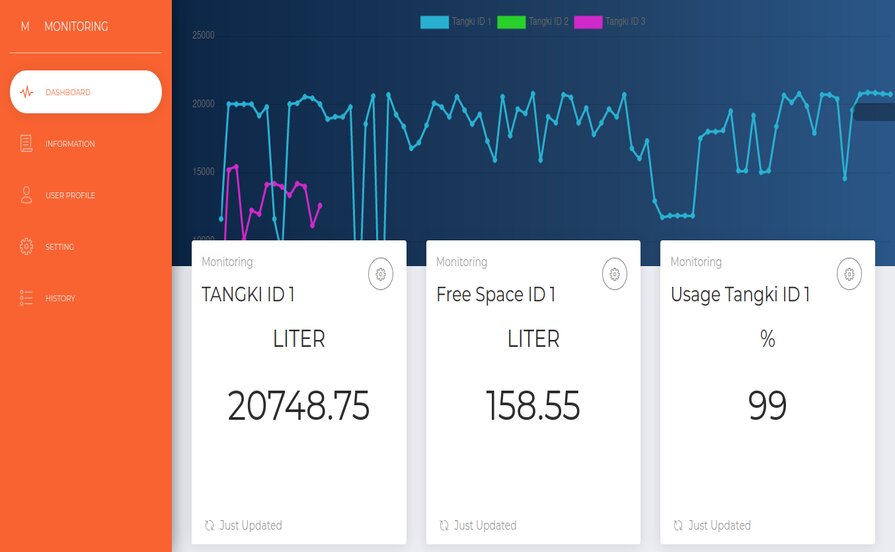 M MONITORING
DASHBOARD
INFORMATION
USER PROFILE
SETTING
HISTORY
Tangki ID 1 Tangki ID 2 Tangki ID 3
25000
20000
15000
10000
Monitoring
TANGKI ID 1
LITER
20748.75
Just Updated
Monitoring
Free Space ID 1
LITER
158.55
Just Updated
Monitoring
Usage Tangki ID 1
%
99
Just Updated